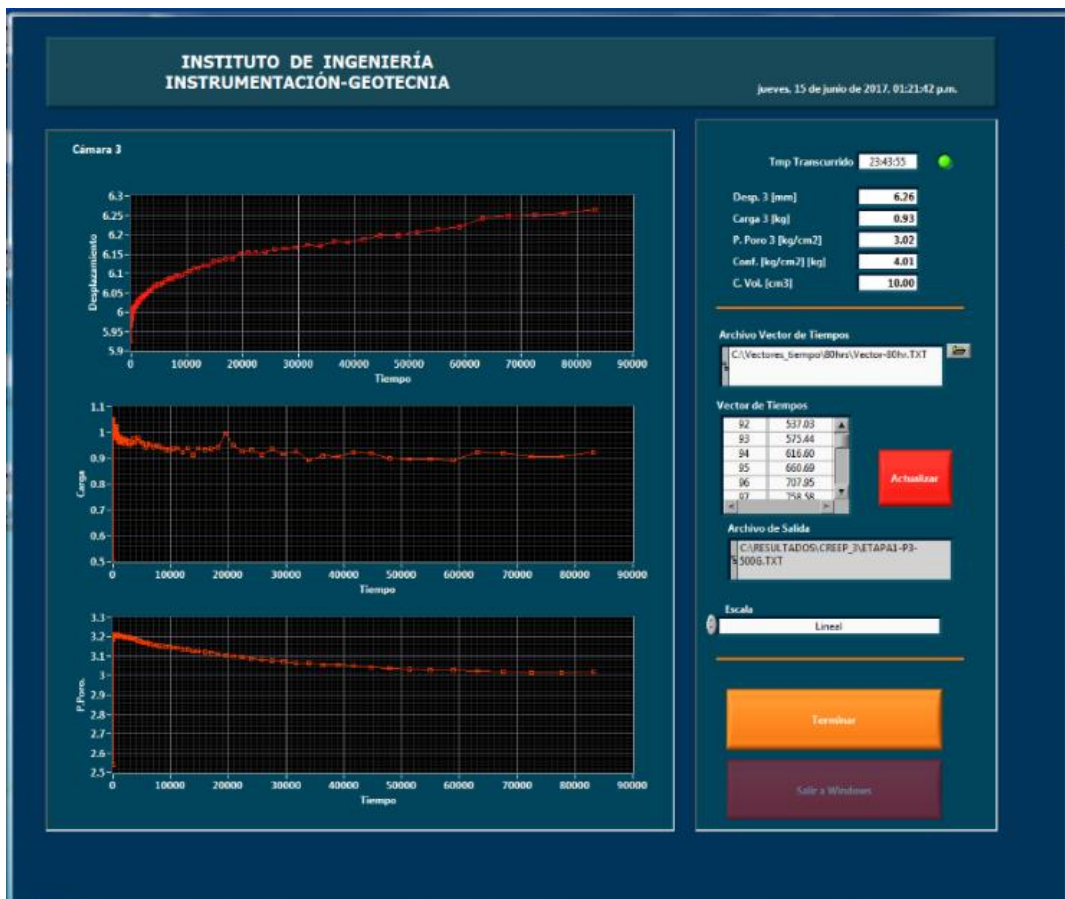 INSTITUTO DE INGENIERÍA
INSTRUMENTACIÓN-GEOTECNIA
jueves, 15 de junio de 2017, 01:21:42 p.m.
Cámara 3
6.3
6.25
6.2
6.15
6.1
6.05
6
5.95
5.9
Desplazamiento
0 10000 20000 30000 40000 50000 60000 70000 80000 90000
Tiempo
1.1
1
0.9
0.8
0.7
0.6
0.5
Carga
0 10000 20000 30000 40000 50000 60000 70000 80000 90000
Tiempo
3.3
3.2
3.1
3
2.9
2.8
2.7
2.6
2.5
P.Poro.
0 10000 20000 30000 40000 50000 60000 70000 80000 90000
Tiempo
Tmp Transcurrido 23:43:55
Desp. 3 [mm] 6.26
Carga 3 [kg] 0.93
P. Poro 3 [kg/cm2] 3.02
Conf. [kg/cm2] [kg] 4.01
C. Vol. [cm3] 10.00
Archivo Vector de Tiempos
C:\Vectores_tiempo\80hrs\Vector-80hr.TXT
Vector de Tiempos
92 537.03
93 575.44
94 616.60
95 660.69
96 707.95
97 758.58
Actualizar
Archivo de Salida
C:\RESULTADOS\CREEP_3\ETAPA1-P3-
500G.TXT
Escala
Lineal
Terminar
Salir a Windows